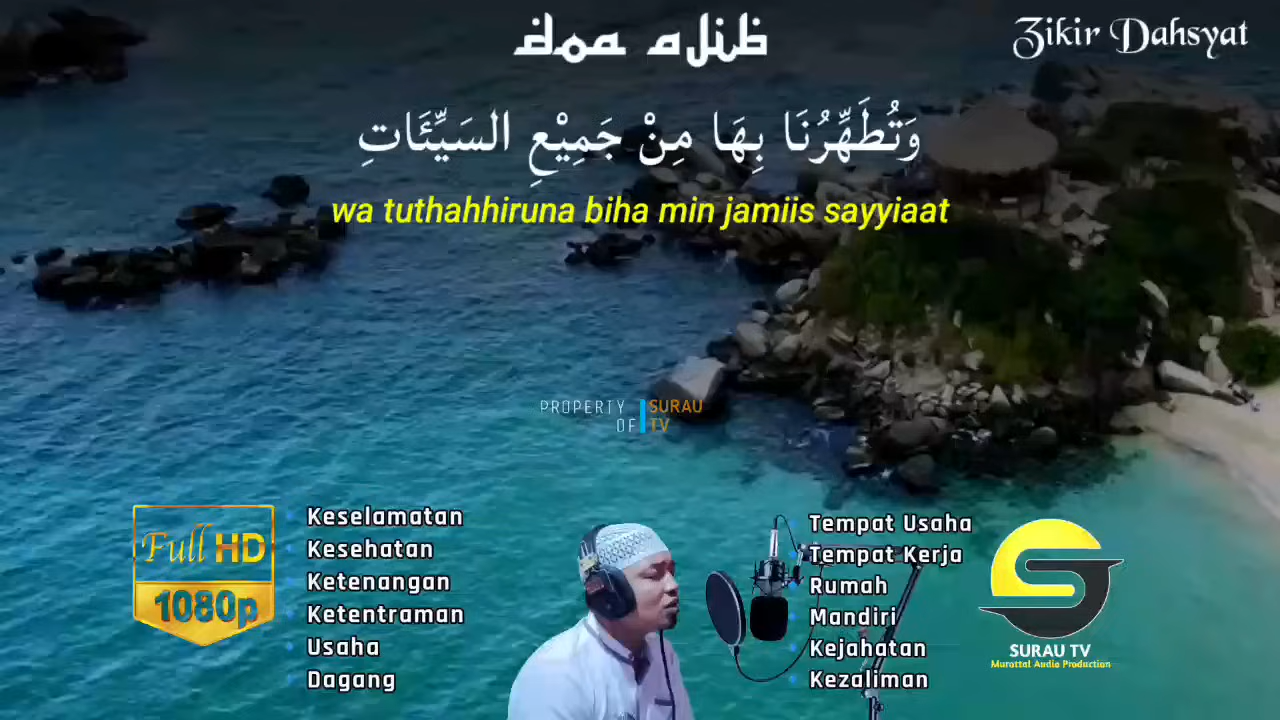 doa ajib
Zikir Dahsyat
وَتُطَهِّرُنَا بِهَا مِنْ جَمِيْعِ السَيِّئَاتِ
wa tuthahhiruna biha min jamiis sayyiaat
PROPERTY OF SURAU TV
Full HD
1080p
Keselamatan
Kesehatan
Ketenangan
Ketentraman
Usaha
Dagang
Tempat Usaha
Tempat Kerja
Rumah
Mandiri
Kejahatan
Kezaliman
SURAU TV
Murottal Audio Production